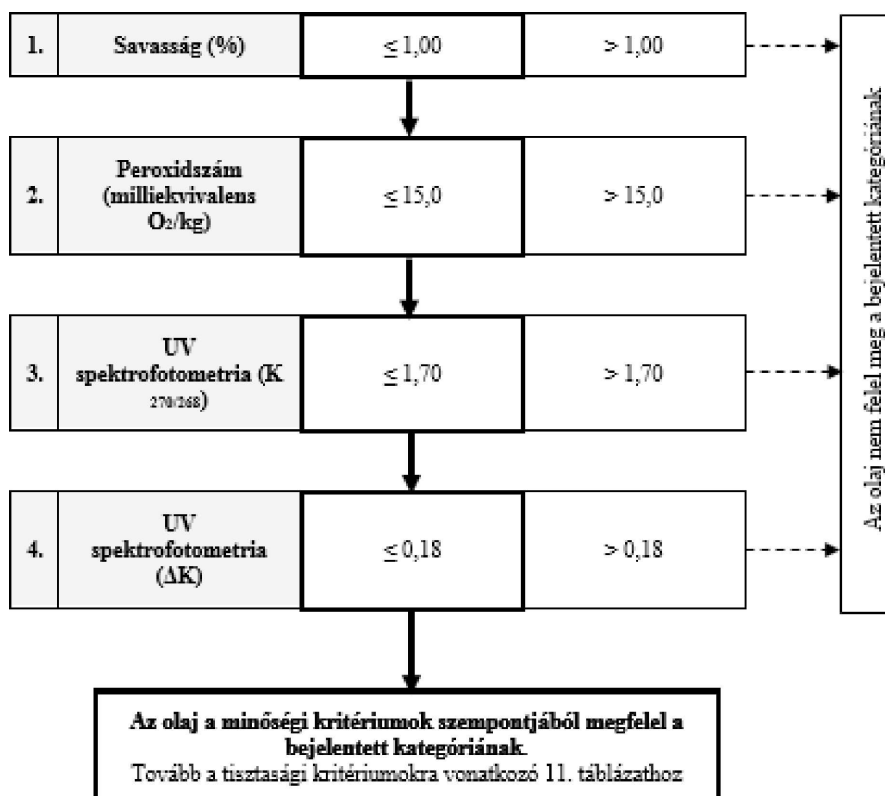 1. Savasság (%) ≤ 1,00 > 1,00
2. Peroxidszám
(milliekvivalens
O₂/kg) ≤ 15,0 > 15,0
3. UV
spektrofotometria (K
270/268) ≤ 1,70 > 1,70
4. UV
spektrofotometria
(ΔK) ≤ 0,18 > 0,18
Az olaj nem felel meg a bejelentett kategóriának
Az olaj a minőségi kritériumok szempontjából megfelel a
bejelentett kategóriának.
Tovább a tisztasági kritériumokra vonatkozó 11. táblázathoz